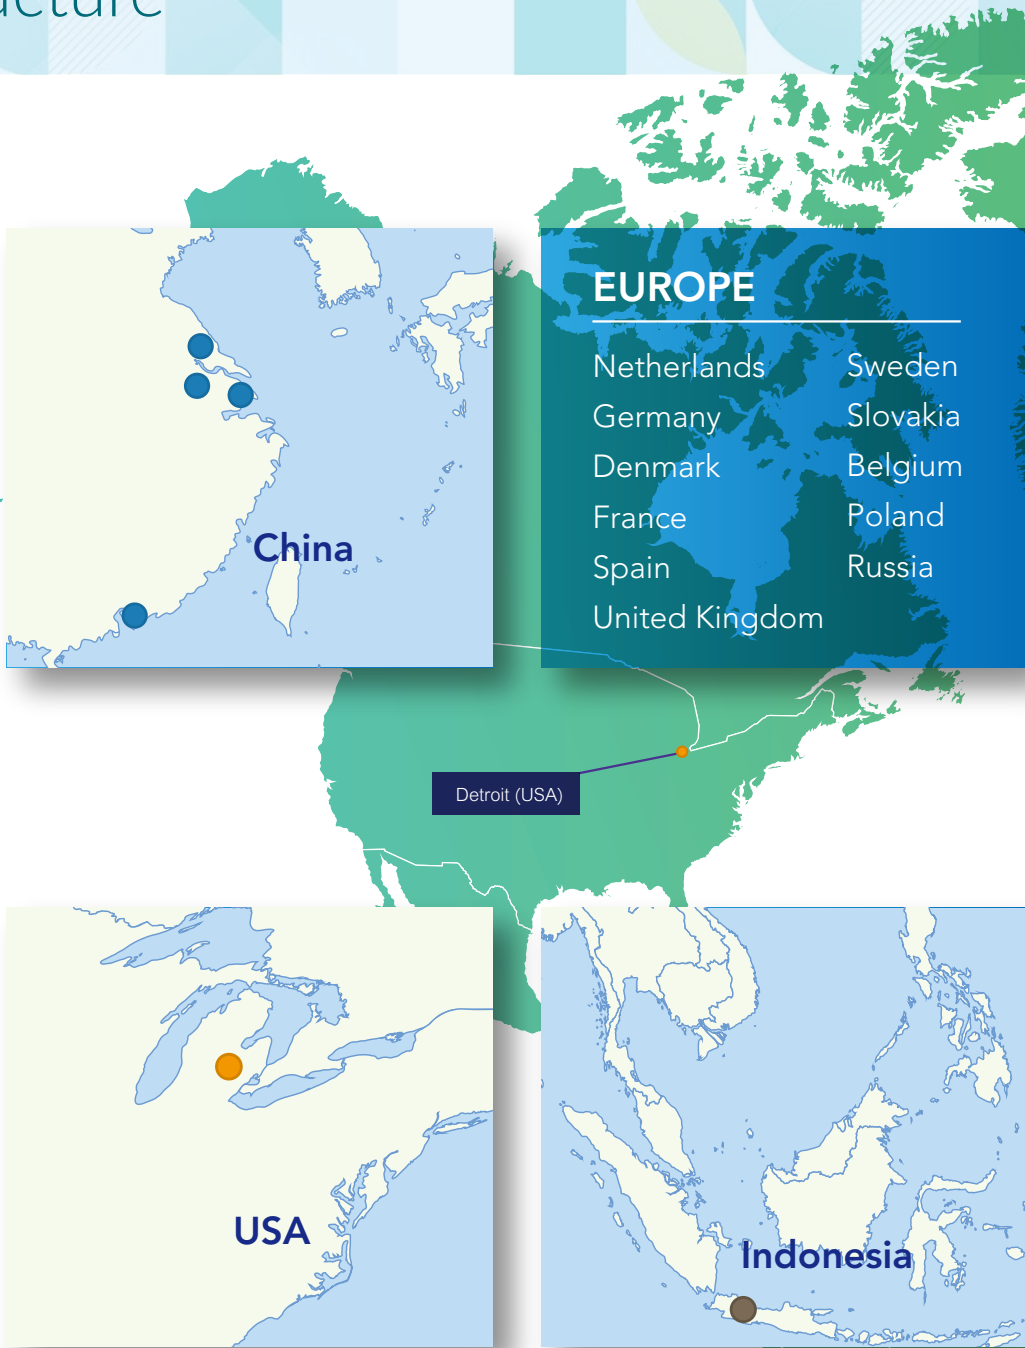 EUROPE
Netherlands
Germany
Denmark
France
Spain
United Kingdom
Sweden
Slovakia
Belgium
Poland
Russia
China
Detroit (USA)
USA
Indonesia